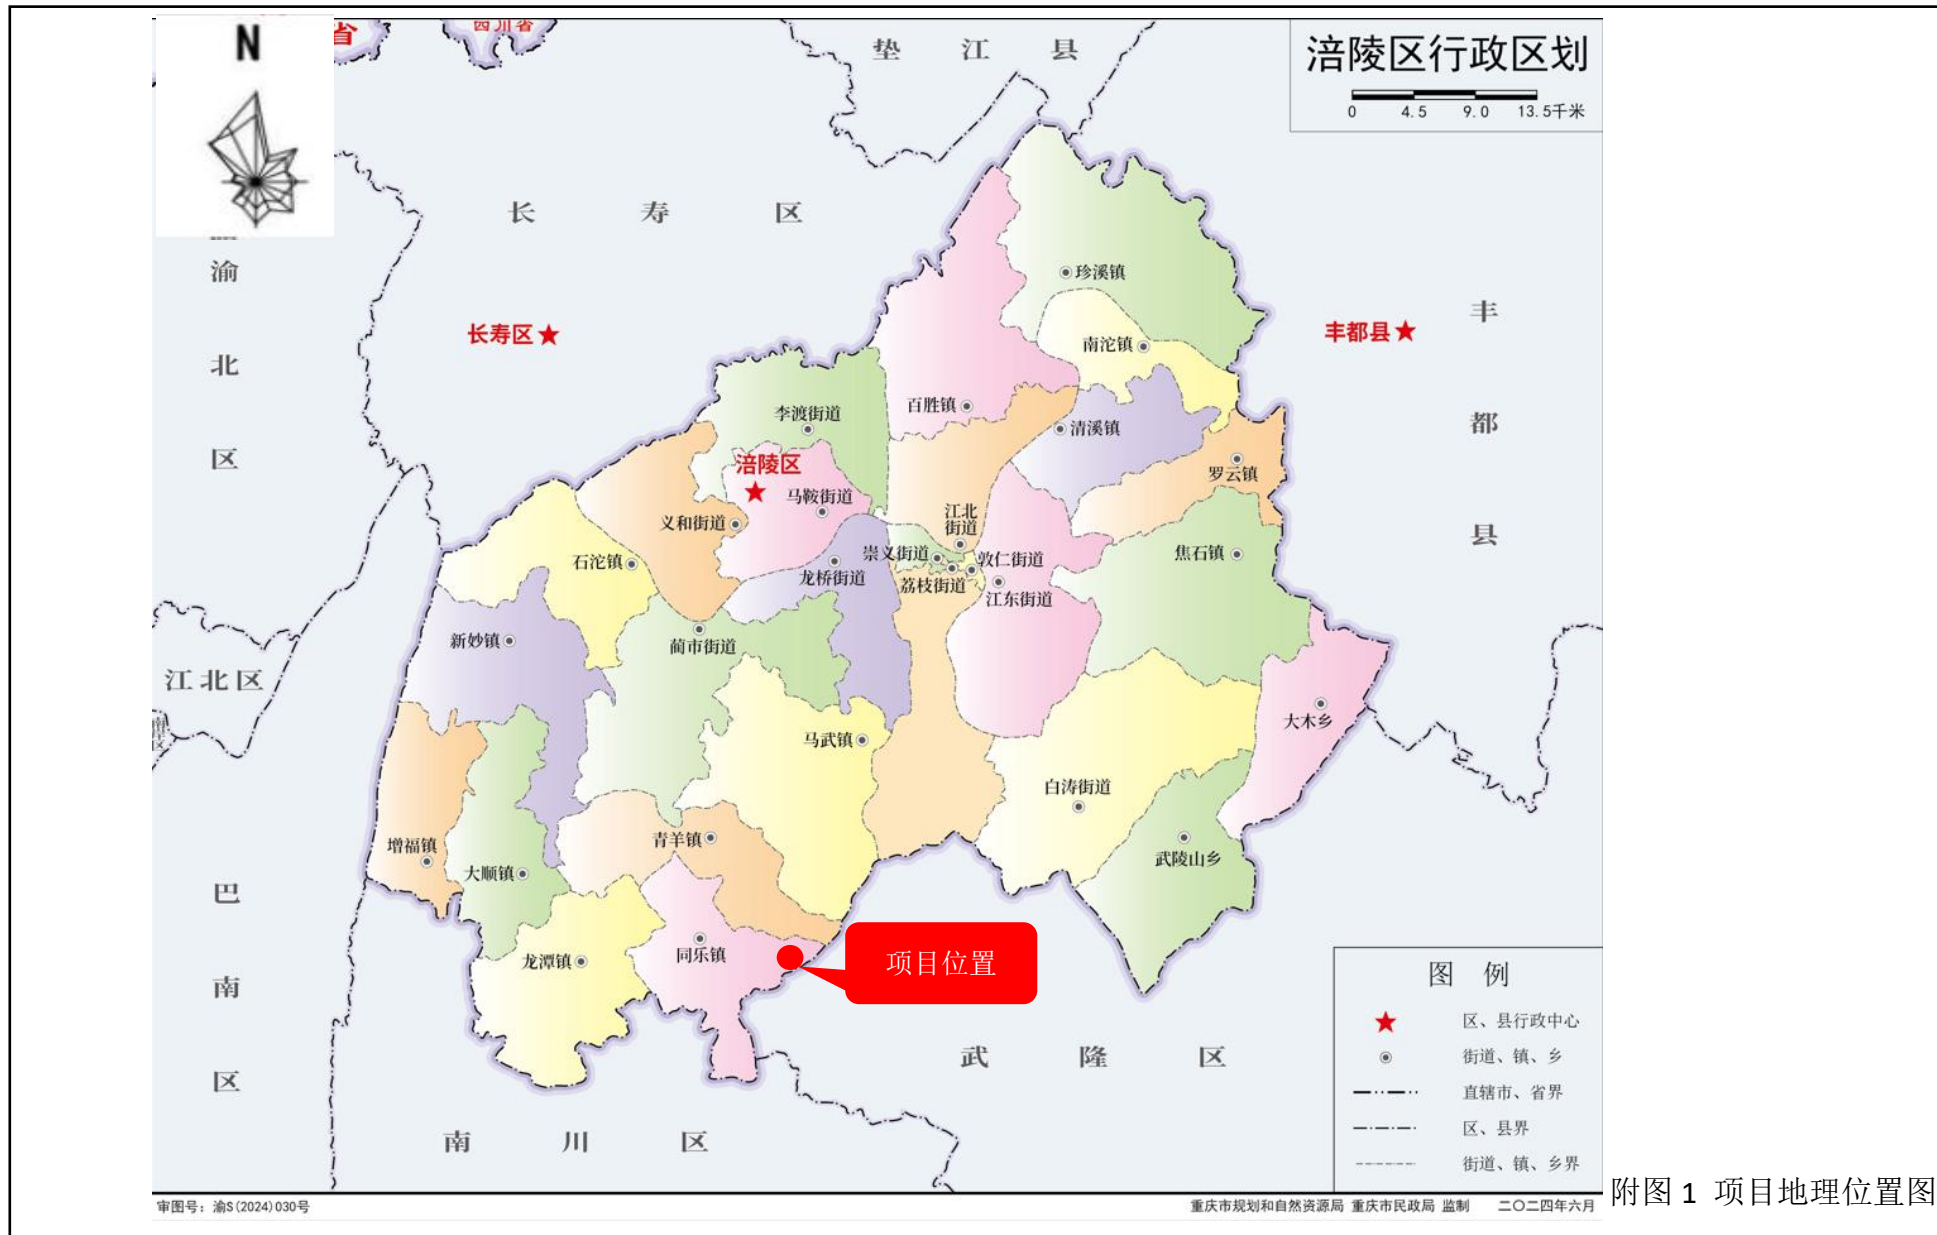 N
省
四川省
垫江县
涪陵区行政区划
0 4.5 9.0 13.5千米
长寿区
渝北区
长寿区
丰都县
丰都县
珍溪镇
南沱镇
百胜镇
李渡街道
清溪镇
涪陵区
马鞍街道
罗云镇
义和街道
江北街道
崇义街道
敦仁街道
焦石镇
石沱镇
龙桥街道
荔枝街道
江东街道
新妙镇
蔺市街道
江北区
南岸区
大木乡
马武镇
白涛街道
增福镇
青羊镇
大顺镇
武陵山乡
巴南区
龙潭镇
同乐镇
项目位置
武隆区
南川区
图例
区、县行政中心
街道、镇、乡
直辖市、省界
区、县界
街道、镇、乡界
审图号：渝S(2024)030号
重庆市规划和自然资源局 重庆市民政局 监制 二〇二四年六月
附图 1 项目地理位置图